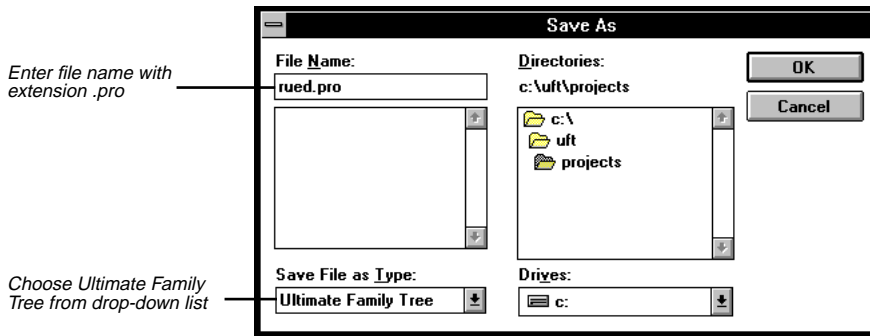 Save As
Enter file name with
extension .pro
File Name:
rued.pro
Directories:
c:\uft\projects
c:\
uft
projects
OK
Cancel
Choose Ultimate Family
Tree from drop-down list
Save File as Type:
Ultimate Family Tree
Drives:
c: